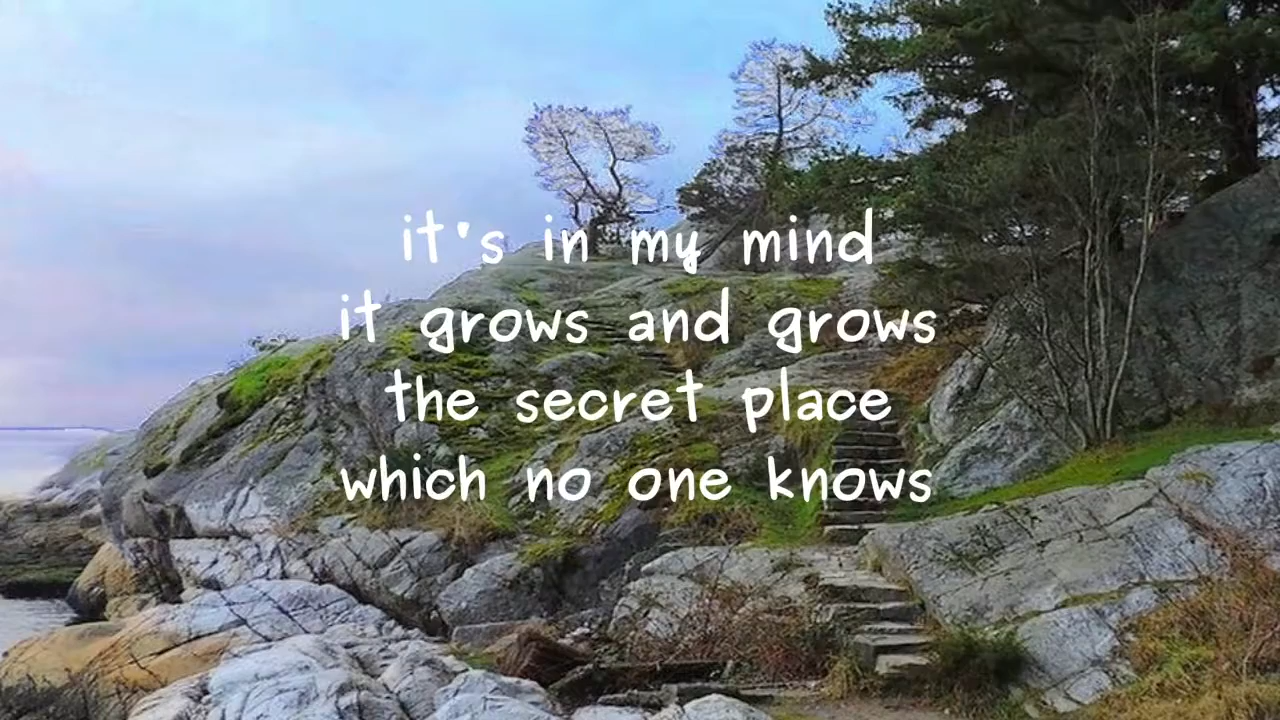 it's in my mind
it grows and grows
the secret place
which no one knows